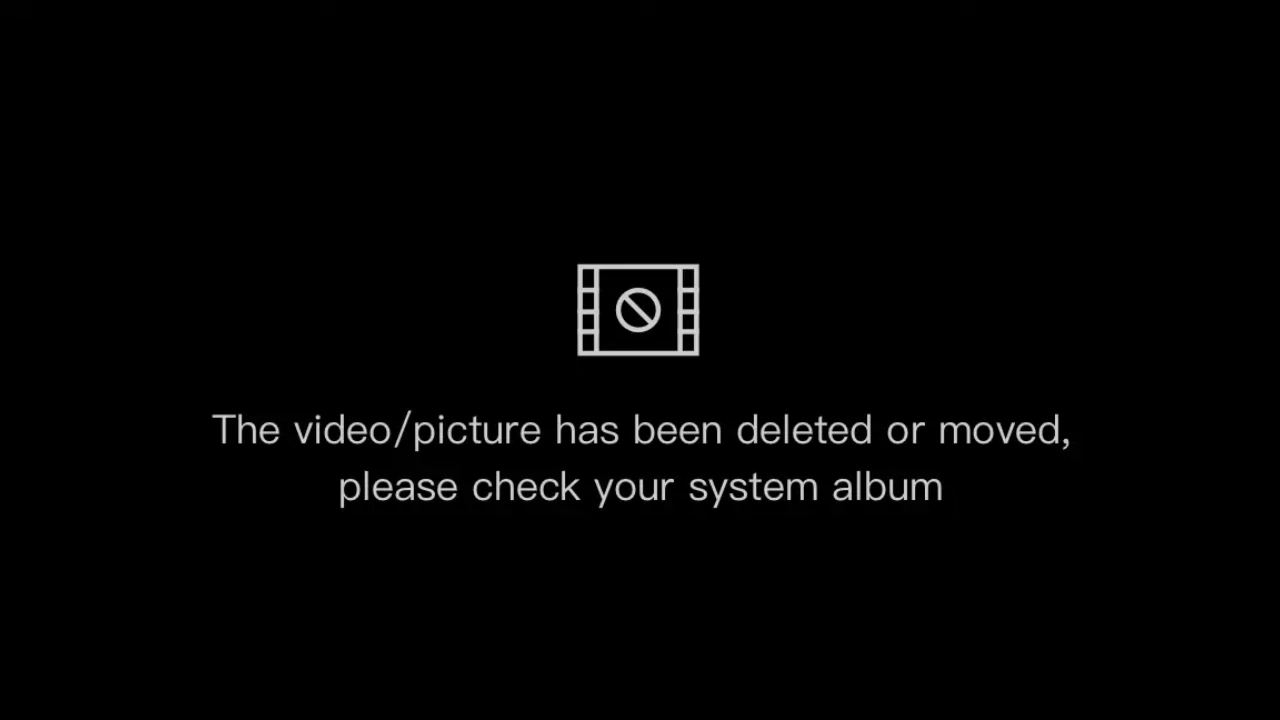 The video/picture has been deleted or moved,
please check your system album